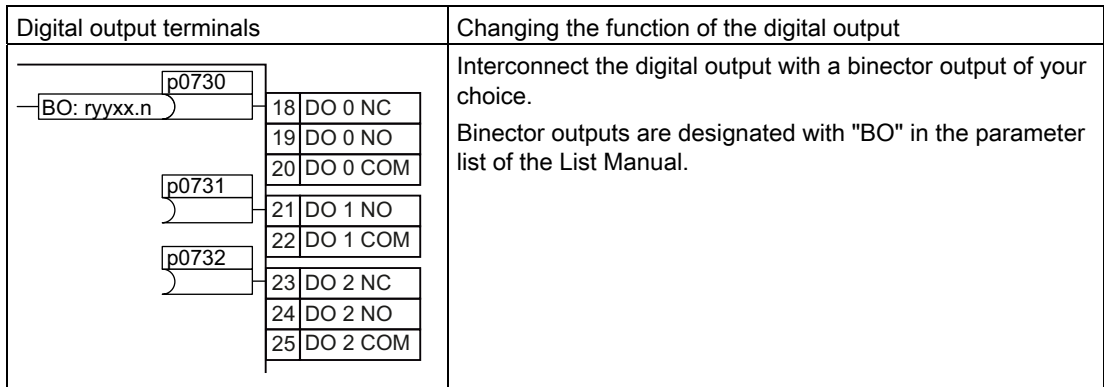 Digital output terminals
Changing the function of the digital output
p0730
BO: ryyxx.n
18 DO 0 NC
19 DO 0 NO
20 DO 0 COM
p0731
21 DO 1 NO
22 DO 1 COM
p0732
23 DO 2 NC
24 DO 2 NO
25 DO 2 COM
Interconnect the digital output with a binector output of your
choice.
Binector outputs are designated with "BO" in the parameter
list of the List Manual.